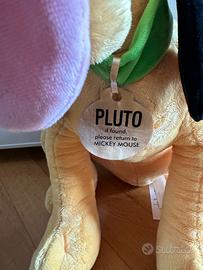 PLUTO
if found,
please return to
MICKEY MOUSE
Subito